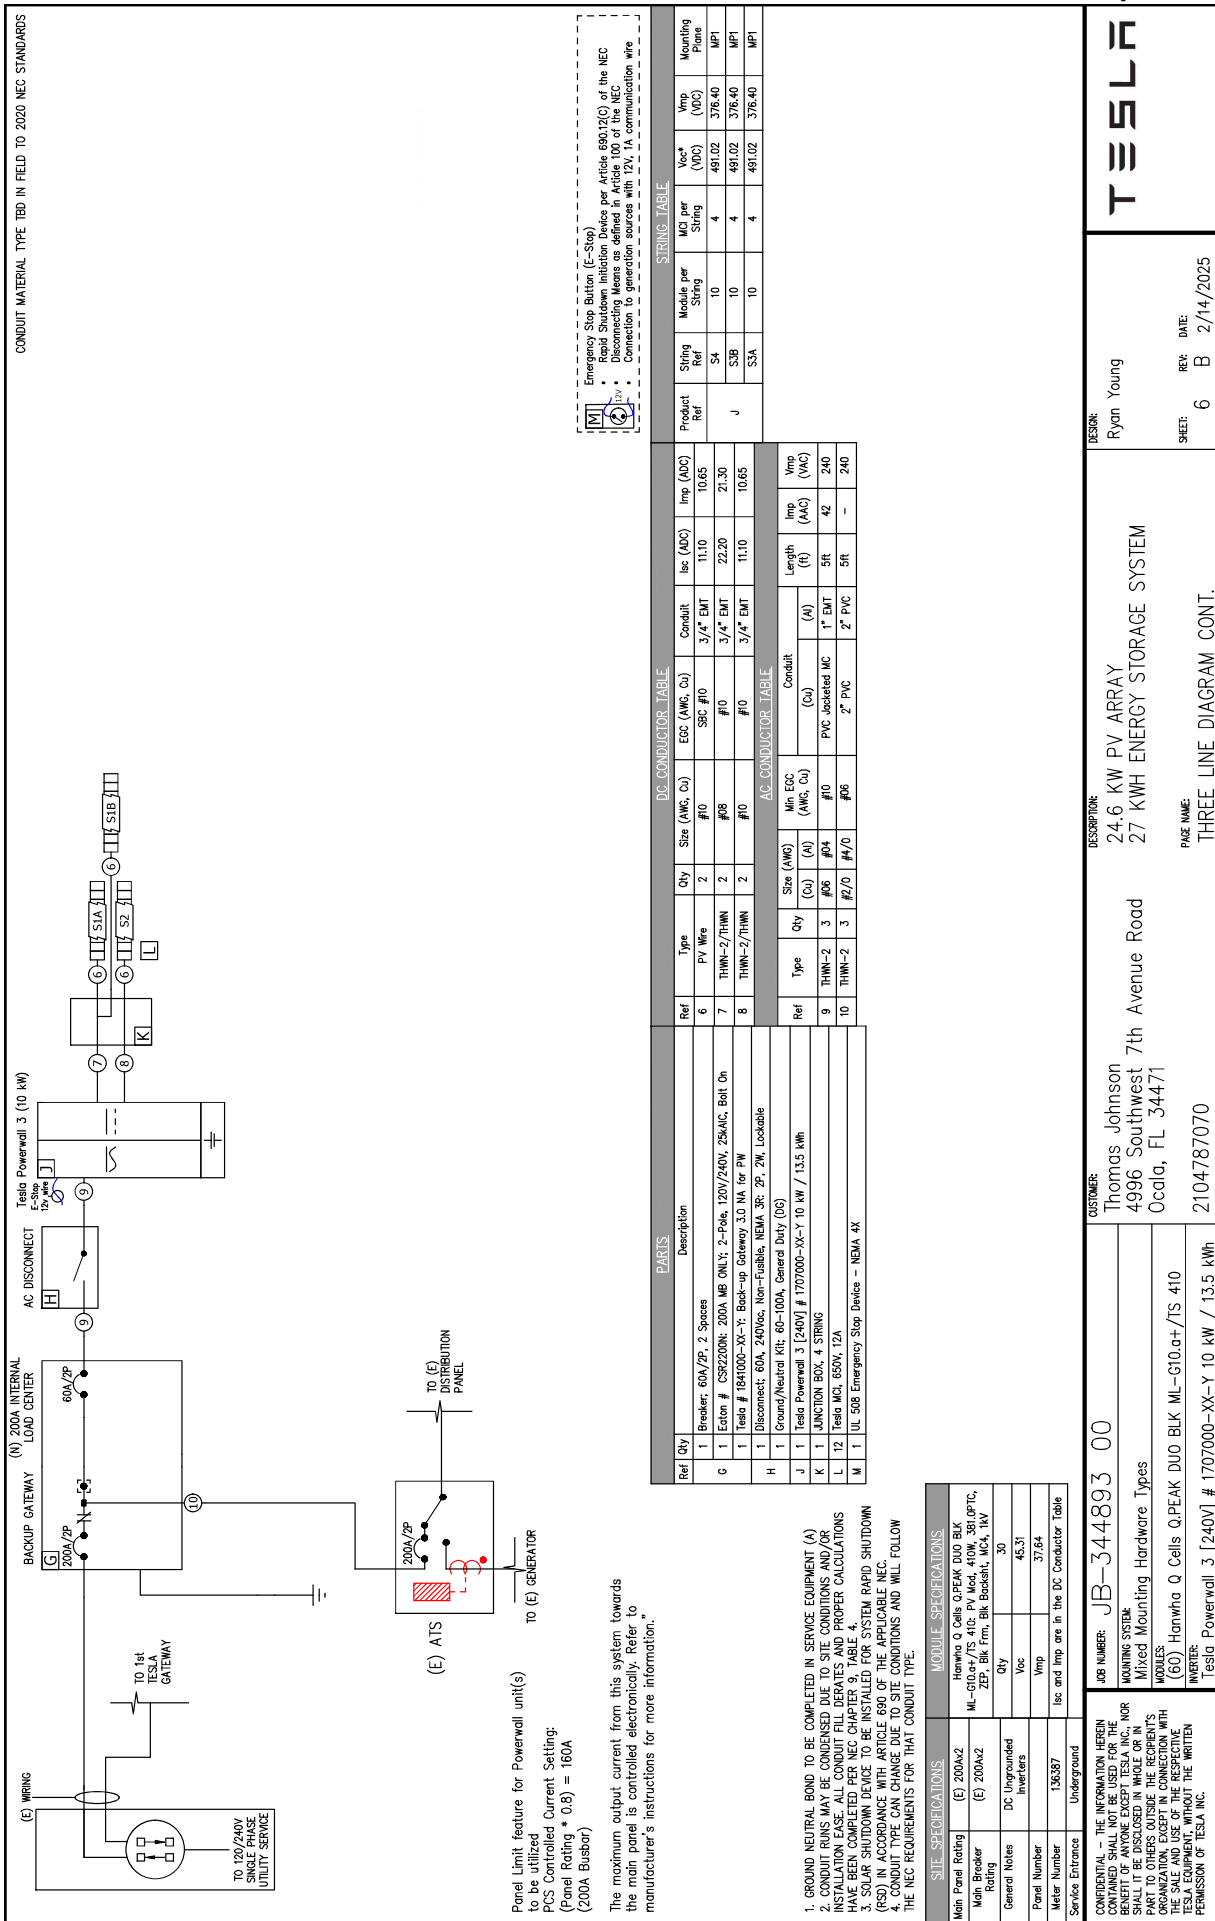 CONDUIT MATERIAL TYPE TBD IN FIELD TO 2020 NEC STANDARDS
(E) WIRING
TO 120/240V
SINGLE PHASE
UTILITY SERVICE
TO 1st
TESLA
GATEWAY
BACKUP GATEWAY
(N) 200A INTERNAL
LOAD CENTER
G
200A/2P
60A/2P
10
9
AC DISCONNECT
H
9
Tesla Powerwall 3 (10 kW)
E-Stop
12v wire
J
7
8
K
6
6
6
S1A
S2
S1B
L
(E) ATS
200A/2P
TO (E)
DISTRIBUTION
PANEL
TO (E) GENERATOR
Panel Limit feature for Powerwall unit(s)
to be utilized
PCS Controlled Current Setting:
(Panel Rating * 0.8) = 160A
(200A Busbar)
The maximum output current from this system towards
the main panel is controlled electronically. Refer to
manufacturer's instructions for more information."
M
12V
Emergency Stop Button (E-Stop)
• Rapid Shutdown Initiation Device per Article 690.12(C) of the NEC
• Disconnecting Means as defined in Article 100 of the NEC
• Connection to generation sources with 12V, 1A communication wire
1. GROUND NEUTRAL BOND TO BE COMPLETED IN SERVICE EQUIPMENT (A)
2. CONDUIT RUNS MAY BE CONDENSED DUE TO SITE CONDITIONS AND/OR
INSTALLATION EASE. ALL CONDUIT FILL DERATES AND PROPER CALCULATIONS
HAVE BEEN COMPLETED PER NEC CHAPTER 9, TABLE 4.
3. SOLAR SHUTDOWN DEVICE TO BE INSTALLED FOR SYSTEM RAPID SHUTDOWN
(RSD) IN ACCORDANCE WITH ARTICLE 690 OF THE APPLICABLE NEC.
4. CONDUIT TYPE CAN CHANGE DUE TO SITE CONDITIONS AND WILL FOLLOW
THE NEC REQUIREMENTS FOR THAT CONDUIT TYPE.
PARTS
Ref Qty Description
G 1 Breaker; 60A/2P, 2 Spaces
1 Eaton # CSR2200N: 200A MB ONLY; 2-Pole, 120V/240V, 25kAIC, Bolt On
1 Tesla # 1841000-XX-Y: Back-up Gateway 3.0 NA for PW
H 1 Disconnect; 60A, 240Vac, Non-Fusible, NEMA 3R: 2P, 2W, Lockable
1 Ground/Neutral Kit; 60-100A, General Duty (DG)
J 1 Tesla Powerwall 3 [240V] # 1707000-XX-Y 10 kW / 13.5 kWh
K 1 JUNCTION BOX, 4 STRING
L 12 Tesla MCI, 650V, 12A
M 1 UL 508 Emergency Stop Device - NEMA 4X
DC CONDUCTOR TABLE
Ref Type Qty Size (AWG, Cu) EGC (AWG, Cu) Conduit Isc (ADC) Imp (ADC)
6 PV Wire 2 #10 SBC #10 3/4" EMT 11.10 10.65
7 THWN-2/THWN 2 #08 #10 3/4" EMT 22.20 21.30
8 THWN-2/THWN 2 #10 #10 3/4" EMT 11.10 10.65
AC CONDUCTOR TABLE
Ref Type Qty Size (AWG) (Cu) (Al) Min EGC (AWG, Cu) Conduit (Cu) (Al) Length (ft) Imp (AAC) Vmp (VAC)
9 THWN-2 3 #06 #04 #10 PVC Jacketed MC 1" EMT 5ft 42 240
10 THWN-2 3 #2/0 #4/0 #06 2" PVC 2" PVC 5ft - 240
STRING TABLE
Product Ref String Ref Module per String MCI per String Voc* (VDC) Vmp (VDC) Mounting Plane
J S4 10 4 491.02 376.40 MP1
S3B 10 4 491.02 376.40 MP1
S3A 10 4 491.02 376.40 MP1
SITE SPECIFICATIONS
Main Panel Rating (E) 200Ax2
Main Breaker Rating (E) 200Ax2
General Notes DC Ungrounded Inverters
Panel Number
Meter Number 136387
Service Entrance Underground
MODULE SPECIFICATIONS
Hanwha Q Cells Q.PEAK DUO BLK
ML-G10.a+/TS 410: PV Mod, 410W, 381.0PTC,
ZEP, Blk Frm, Blk Backsht, MC4, 1kV
Qty 30
Voc 45.31
Vmp 37.64
Isc and Imp are in the DC Conductor Table
CONFIDENTIAL – THE INFORMATION HEREIN
CONTAINED SHALL NOT BE USED FOR THE
BENEFIT OF ANYONE EXCEPT TESLA INC., NOR
SHALL IT BE DISCLOSED IN WHOLE OR IN
PART TO OTHERS OUTSIDE THE RECIPIENT'S
ORGANIZATION, EXCEPT IN CONNECTION WITH
THE SALE AND USE OF THE RESPECTIVE
TESLA EQUIPMENT, WITHOUT THE WRITTEN
PERMISSION OF TESLA INC.
JOB NUMBER: JB-344893 00
MOUNTING SYSTEM:
Mixed Mounting Hardware Types
MODULES:
(60) Hanwha Q Cells Q.PEAK DUO BLK ML-G10.a+/TS 410
INVERTER:
Tesla Powerwall 3 [240V] # 1707000-XX-Y 10 kW / 13.5 kWh
CUSTOMER:
Thomas Johnson
4996 Southwest 7th Avenue Road
Ocala, FL 34471
2104787070
DESCRIPTION:
24.6 KW PV ARRAY
27 KWH ENERGY STORAGE SYSTEM
PAGE NAME:
THREE LINE DIAGRAM CONT.
DESIGN:
Ryan Young
SHEET: REV: DATE:
6 B 2/14/2025
TESLA